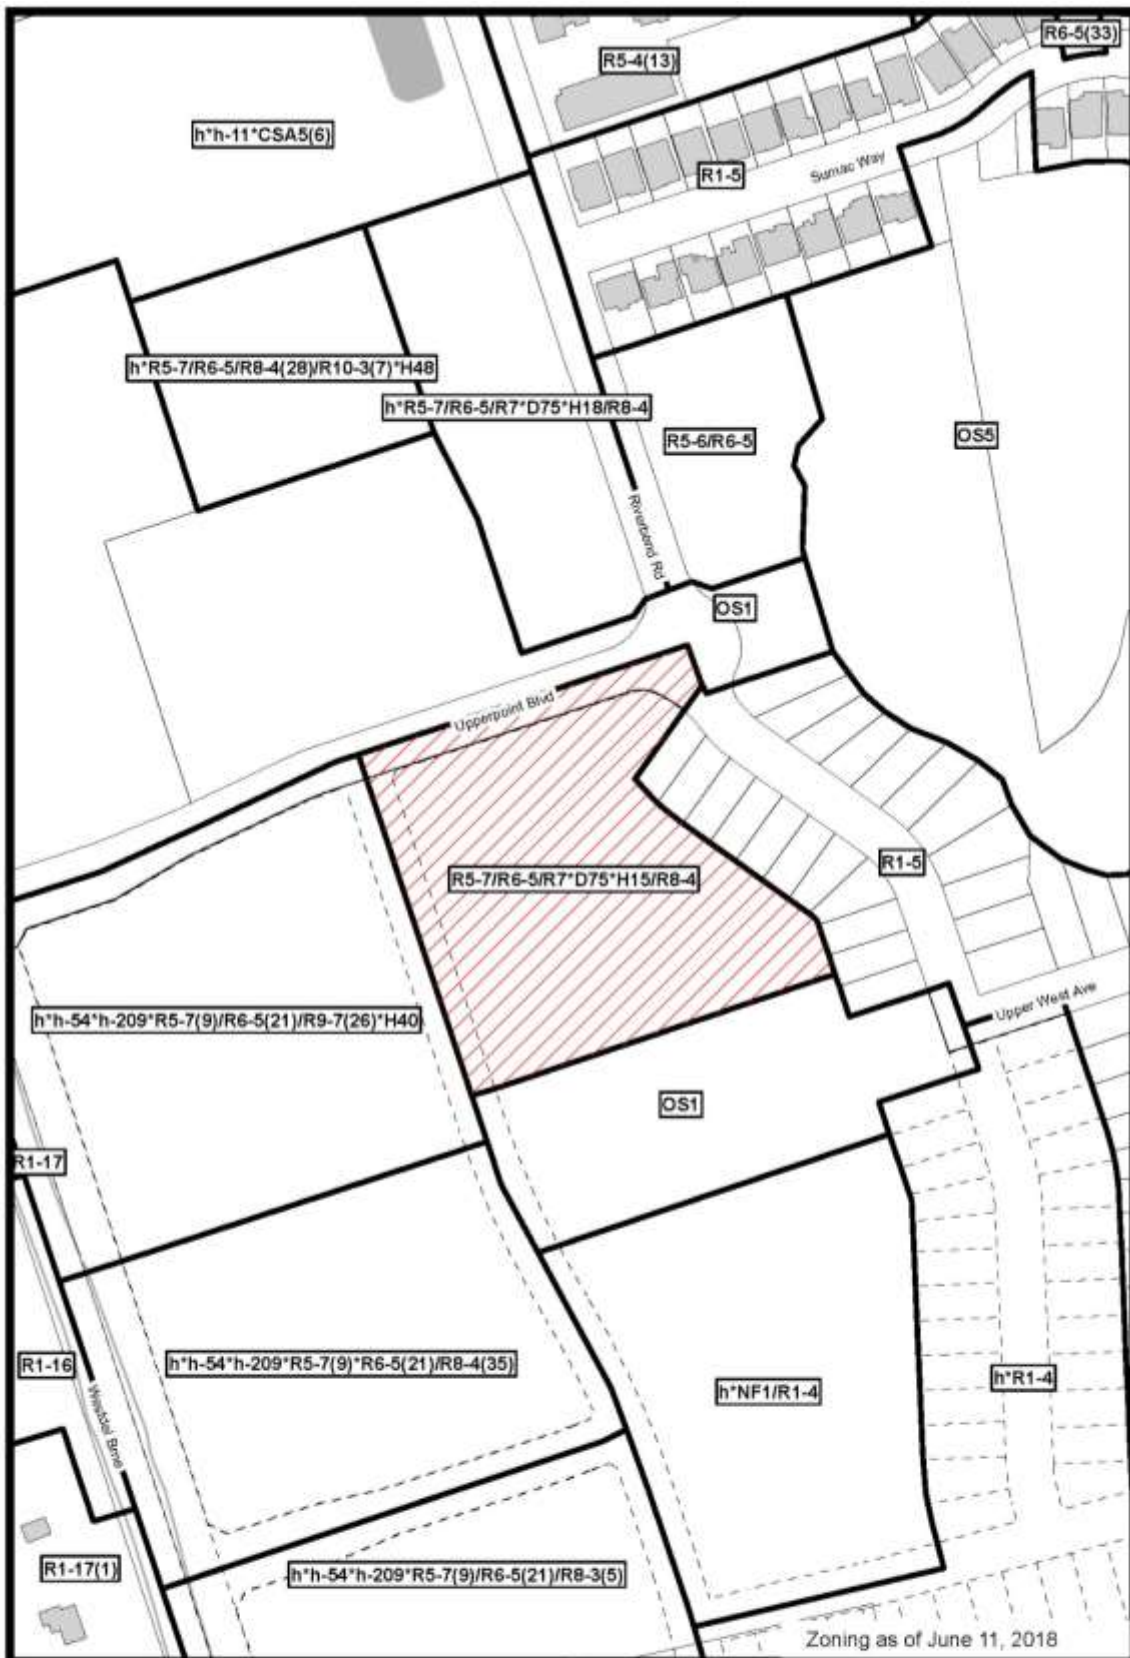 R6-5(33)
R5-4(13)
h*h-11*CSA5(6)
Sumac Way
R1-5
h*R5-7/R6-5/R8-4(28)/R10-3(7)*H48
h*R5-7/R6-5/R7*D75*H18/R8-4
R5-6/R6-5
OS5
Riverbend Rd
OS1
Upperpoint Blvd
R1-5
R5-7/R6-5/R7*D75*H15/R8-4
Upper West Ave
h*h-54*h-209*R5-7(9)/R6-5(21)/R9-7(26)*H40
OS1
R1-17
R1-16
h*h-54*h-209*R5-7(9)*R6-5(21)/R8-4(35)
h*R1-4
h*NF1/R1-4
Westdel Brne
R1-17(1)
h*h-54*h-209*R5-7(9)/R6-5(21)/R8-3(5)
Zoning as of June 11, 2018